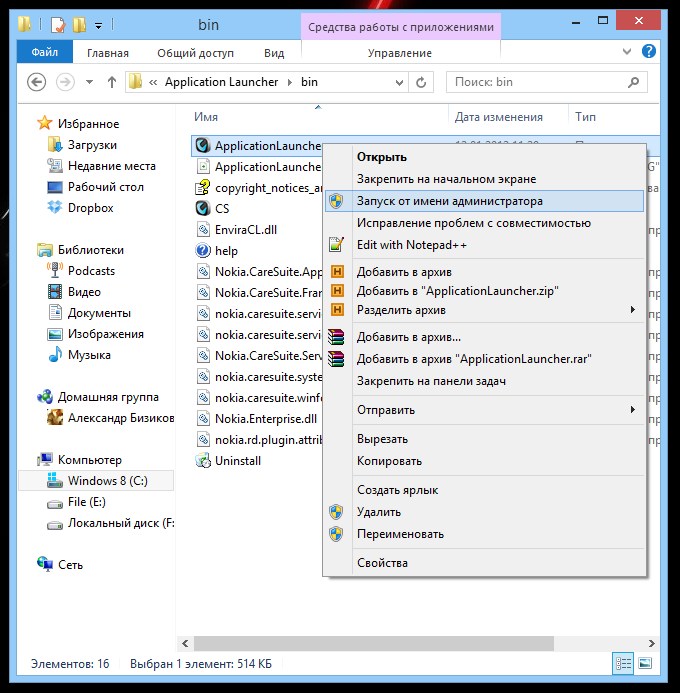 bin
Средства работы с приложениями
Файл
Главная
Общий доступ
Вид
Управление
« Application Launcher bin
Поиск: bin
Имя
Дата изменения
Тип
Избранное
Загрузки
Недавние места
Рабочий стол
Dropbox
Библиотеки
Podcasts
Видео
Документы
Изображения
Музыка
Домашняя группа
Александр Бизиков
Компьютер
Windows 8 (C:)
File (E:)
Локальный диск (F:
Сеть
ApplicationLauncher
ApplicationLauncher
copyright_notices_an
CS
EnviraCL.dll
help
Nokia.CareSuite.App
Nokia.CareSuite.Fran
nokia.caresuite.servi
nokia.caresuite.servi
Nokia.CareSuite.Serv
nokia.caresuite.syste
nokia.caresuite.winfo
Nokia.Enterprise.dll
nokia.rd.plugin.attrib
Uninstall
Открыть
Закрепить на начальном экране
Запуск от имени администратора
Исправление проблем с совместимостью
Edit with Notepad++
Добавить в архив
Добавить в "ApplicationLauncher.zip"
Разделить архив
Добавить в архив...
Добавить в архив "ApplicationLauncher.rar"
Закрепить на панели задач
Отправить
Вырезать
Копировать
Создать ярлык
Удалить
Переименовать
Свойства
Элементов: 16
Выбран 1 элемент: 514 КБ